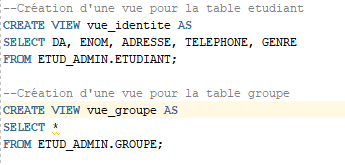 --Création d'une vue pour la table etudiant
CREATE VIEW vue_identite AS
SELECT DA, ENOM, ADRESSE, TELEPHONE, GENRE
FROM ETUD_ADMIN.ETUDIANT;
--Création d'une vue pour la table groupe
CREATE VIEW vue_groupe AS
SELECT *
FROM ETUD_ADMIN.GROUPE;